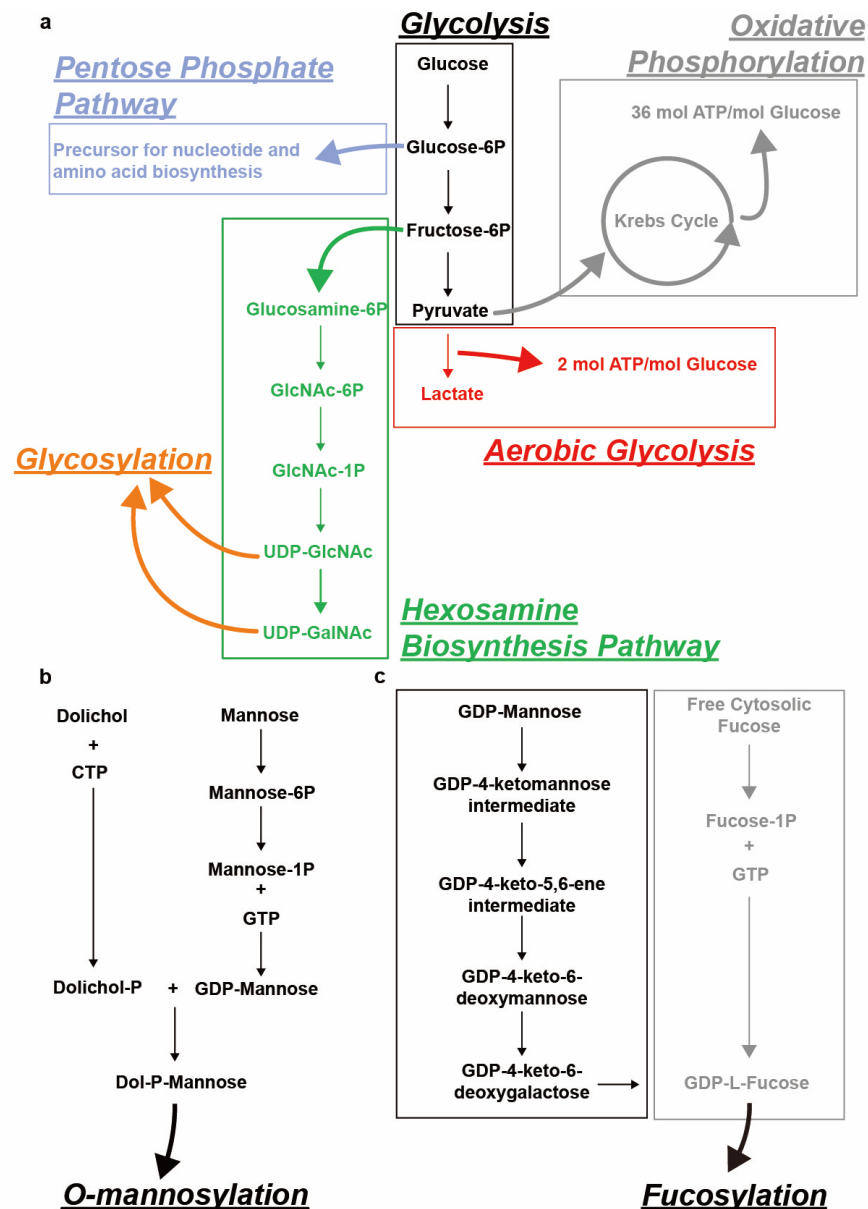 a
Glycolysis
Oxidative
Phosphorylation
Pentose Phosphate
Pathway
Glucose
36 mol ATP/mol Glucose
Precursor for nucleotide and
amino acid biosynthesis
Glucose-6P
Krebs Cycle
Fructose-6P
Glucosamine-6P
Pyruvate
2 mol ATP/mol Glucose
Lactate
GlcNAc-6P
Aerobic Glycolysis
Glycosylation
GlcNAc-1P
UDP-GlcNAc
UDP-GalNAc
Hexosamine
Biosynthesis Pathway
b
Dolichol
+
CTP
Mannose
Mannose-6P
Mannose-1P
+
GTP
Dolichol-P
+
GDP-Mannose
Dol-P-Mannose
O-mannosylation
c
GDP-Mannose
GDP-4-ketomannose
intermediate
GDP-4-keto-5,6-ene
intermediate
GDP-4-keto-6-
deoxymannose
GDP-4-keto-6-
deoxygalactose
Free Cytosolic
Fucose
Fucose-1P
+
GTP
GDP-L-Fucose
Fucosylation